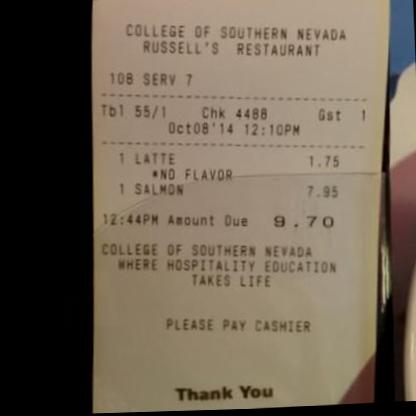 COLLEGE OF SOUTHERN NEVADA
RUSSELL'S RESTAURANT
108 SERV 7
Tbl 55/1 Chk 4488 Gst 1
Oct08'14 12:10PM
1 LATTE 1.75
*NO FLAVOR
1 SALMON 7.95
12:44PM Amount Due 9.70
COLLEGE OF SOUTHERN NEVADA
WHERE HOSPITALITY EDUCATION
TAKES LIFE
PLEASE PAY CASHIER
Thank You